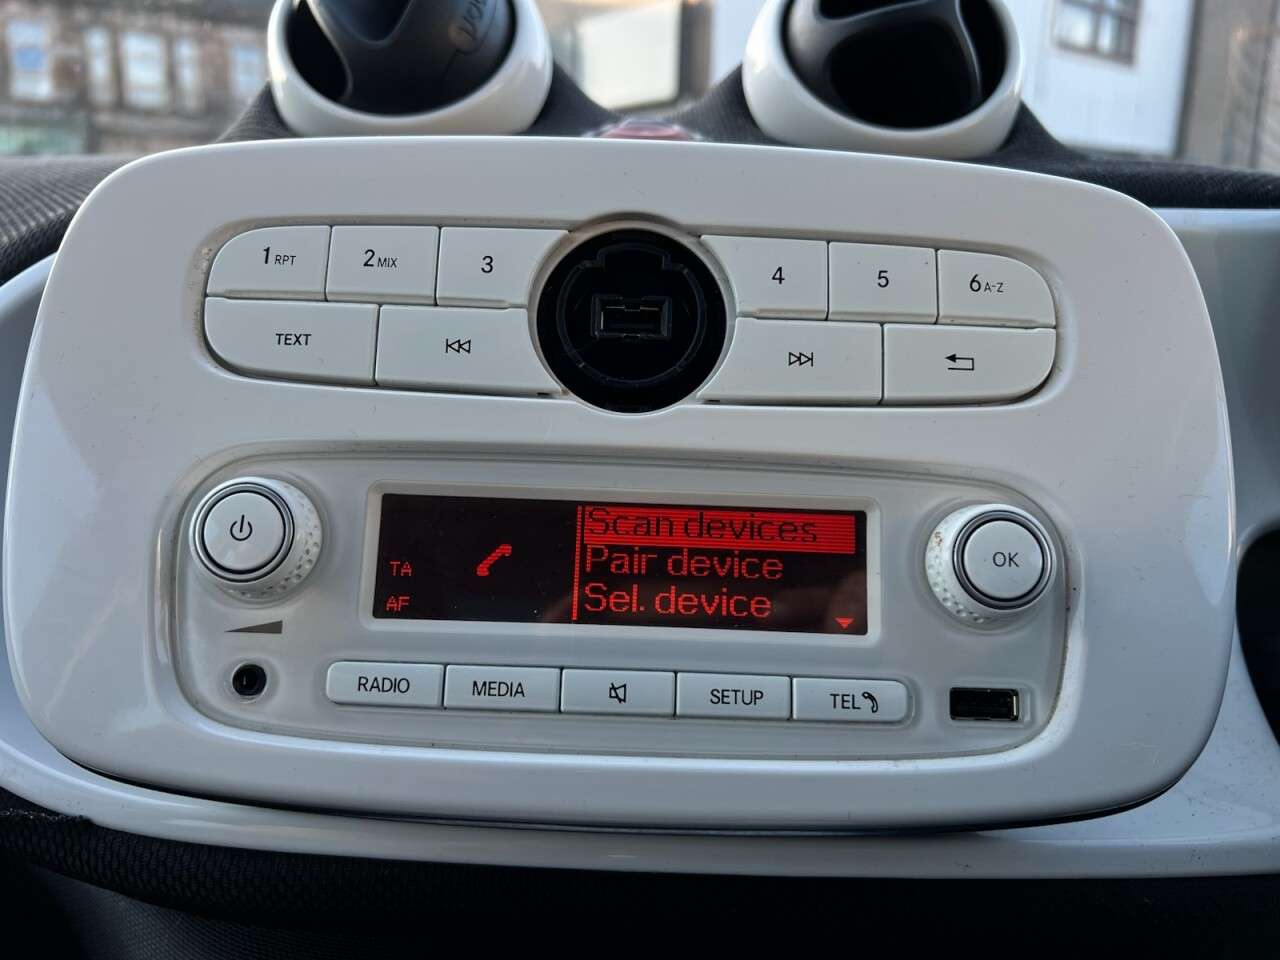 1 RPT
2 MIX
3
4
5
6 A-Z
TEXT
Scan devices
Pair device
Sel. device
TA
AF
OK
RADIO
MEDIA
SETUP
TEL